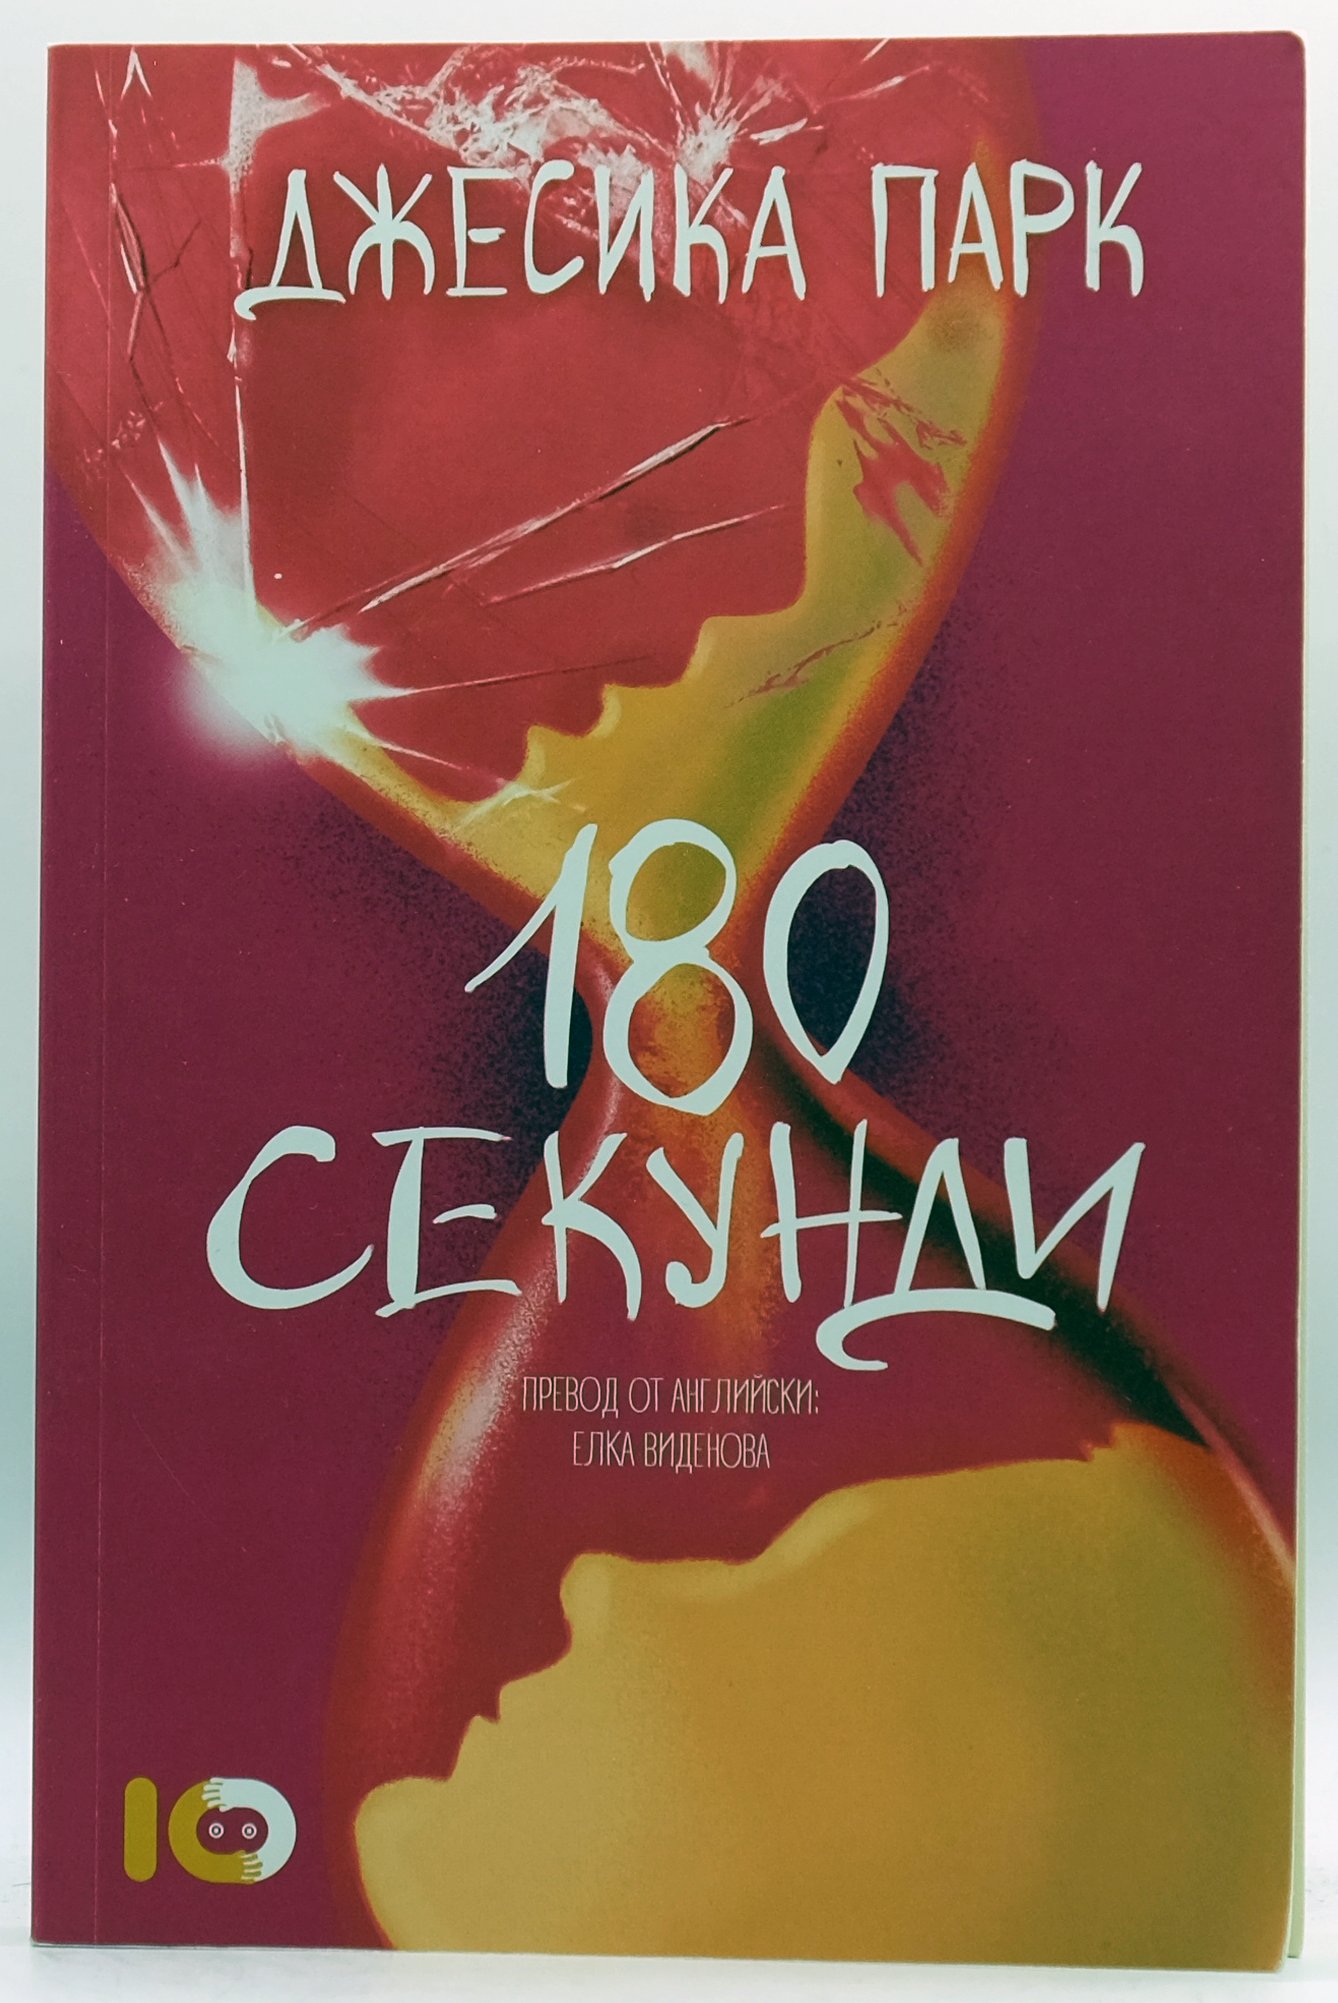 ДЖЕСИКА ПАРК
180
СЕКУНДИ
ПРЕВОД ОТ АНГЛИЙСКИ:
ЕЛКА ВИДЕНОВА